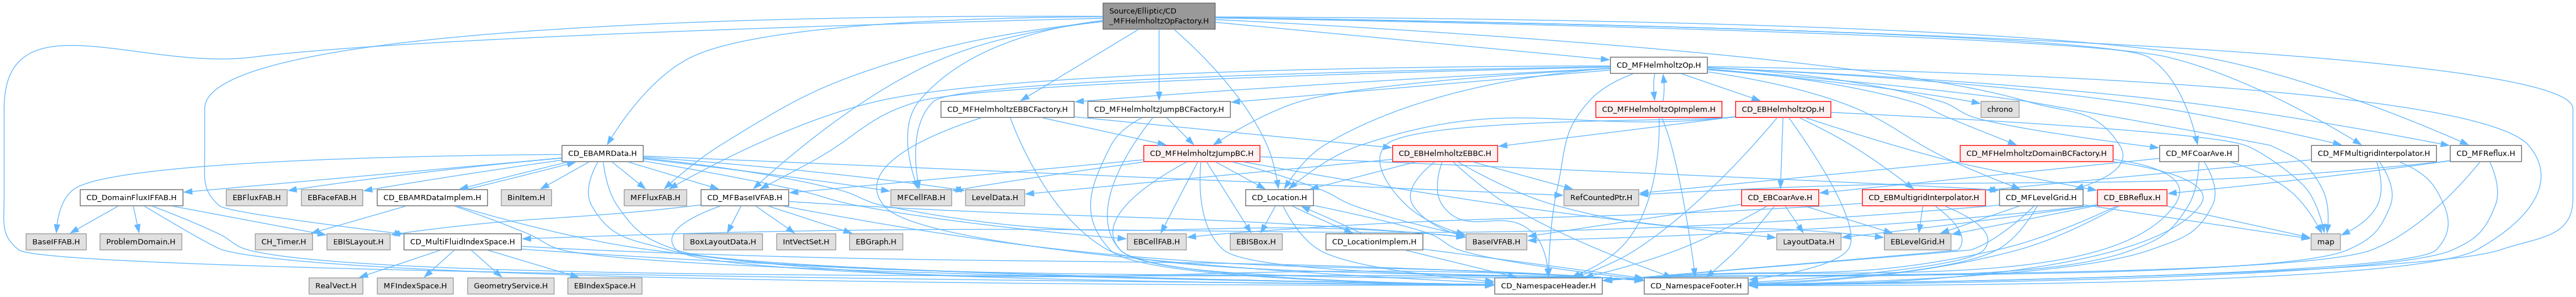 Source/Elliptic/CD
_MFHelmholtzOpFactory.H
CD_MFHelmholtzOp.H
CD_MFHelmholtzEBBCFactory.H
CD_MFHelmholtzJumpBCFactory.H
CD_MFHelmholtzOpImplem.H
CD_EBHelmholtzOp.H
chrono
CD_EBAMRData.H
CD_MFHelmholtzJumpBC.H
CD_EBHelmholtzEBBC.H
CD_MFHelmholtzDomainBCFactory.H
CD_MFCoarAve.H
CD_MFMultigridInterpolator.H
CD_MFReflux.H
CD_DomainFluxIFFAB.H
EBFluxFAB.H
EBFaceFAB.H
CD_EBAMRDataImplem.H
BinItem.H
MFFluxFAB.H
CD_MFBaseIVFAB.H
MFCellFAB.H
LevelData.H
CD_Location.H
RefCountedPtr.H
CD_EBCoarAve.H
CD_EBMultigridInterpolator.H
CD_MFLevelGrid.H
CD_EBReflux.H
BaseIFFAB.H
ProblemDomain.H
EBISLayout.H
CH_Timer.H
CD_MultiFluidIndexSpace.H
BoxLayoutData.H
IntVectSet.H
EBGraph.H
EBCellFAB.H
EBISBox.H
CD_LocationImplem.H
BaseIVFAB.H
LayoutData.H
EBLevelGrid.H
map
RealVect.H
MFIndexSpace.H
GeometryService.H
EBIndexSpace.H
CD_NamespaceHeader.H
CD_NamespaceFooter.H